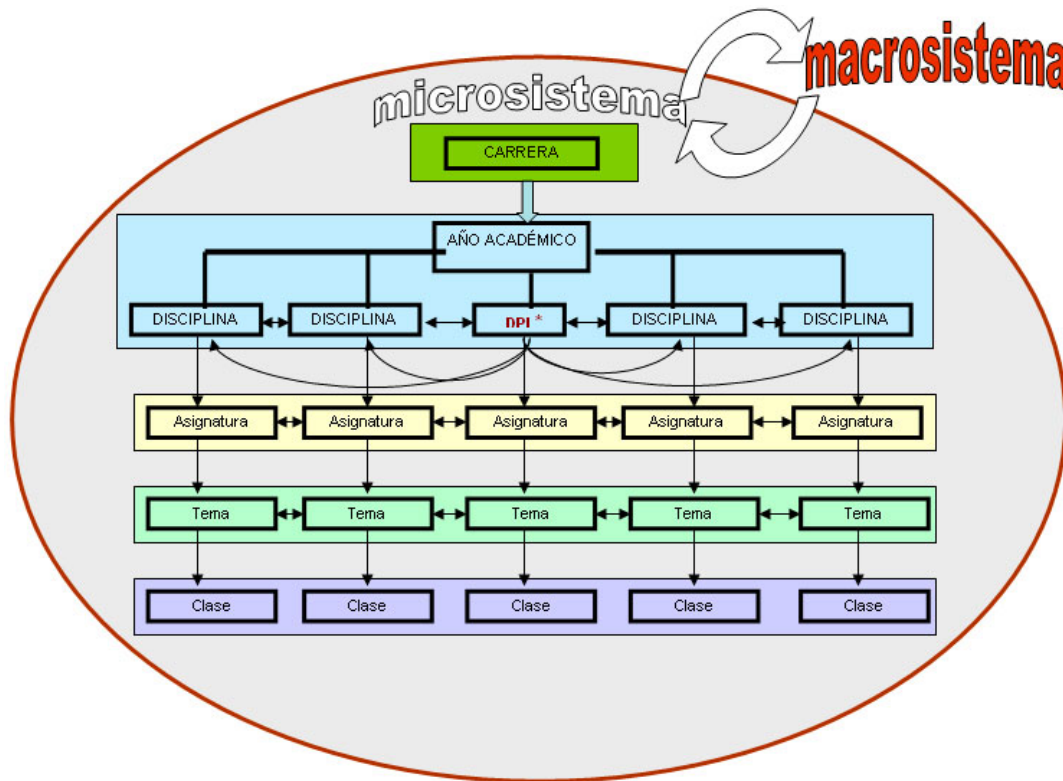 macrosistema
microsistema
CARRERA
AÑO ACADÉMICO
DISCIPLINA DISCIPLINA DPI * DISCIPLINA DISCIPLINA
Asignatura Asignatura Asignatura Asignatura Asignatura
Tema Tema Tema Tema Tema
Clase Clase Clase Clase Clase